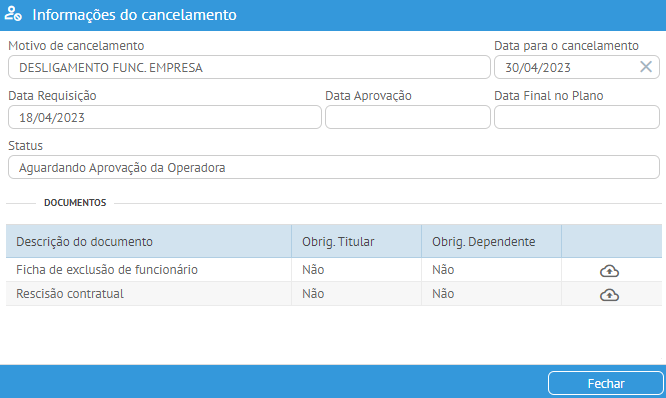 Informações do cancelamento
Motivo de cancelamento Data para o cancelamento
DESLIGAMENTO FUNC. EMPRESA 30/04/2023
Data Requisição Data Aprovação Data Final no Plano
18/04/2023
Status
Aguardando Aprovação da Operadora
DOCUMENTOS
Descrição do documento Obrig. Titular Obrig. Dependente
Ficha de exclusão de funcionário Não Não
Rescisão contratual Não Não
Fechar